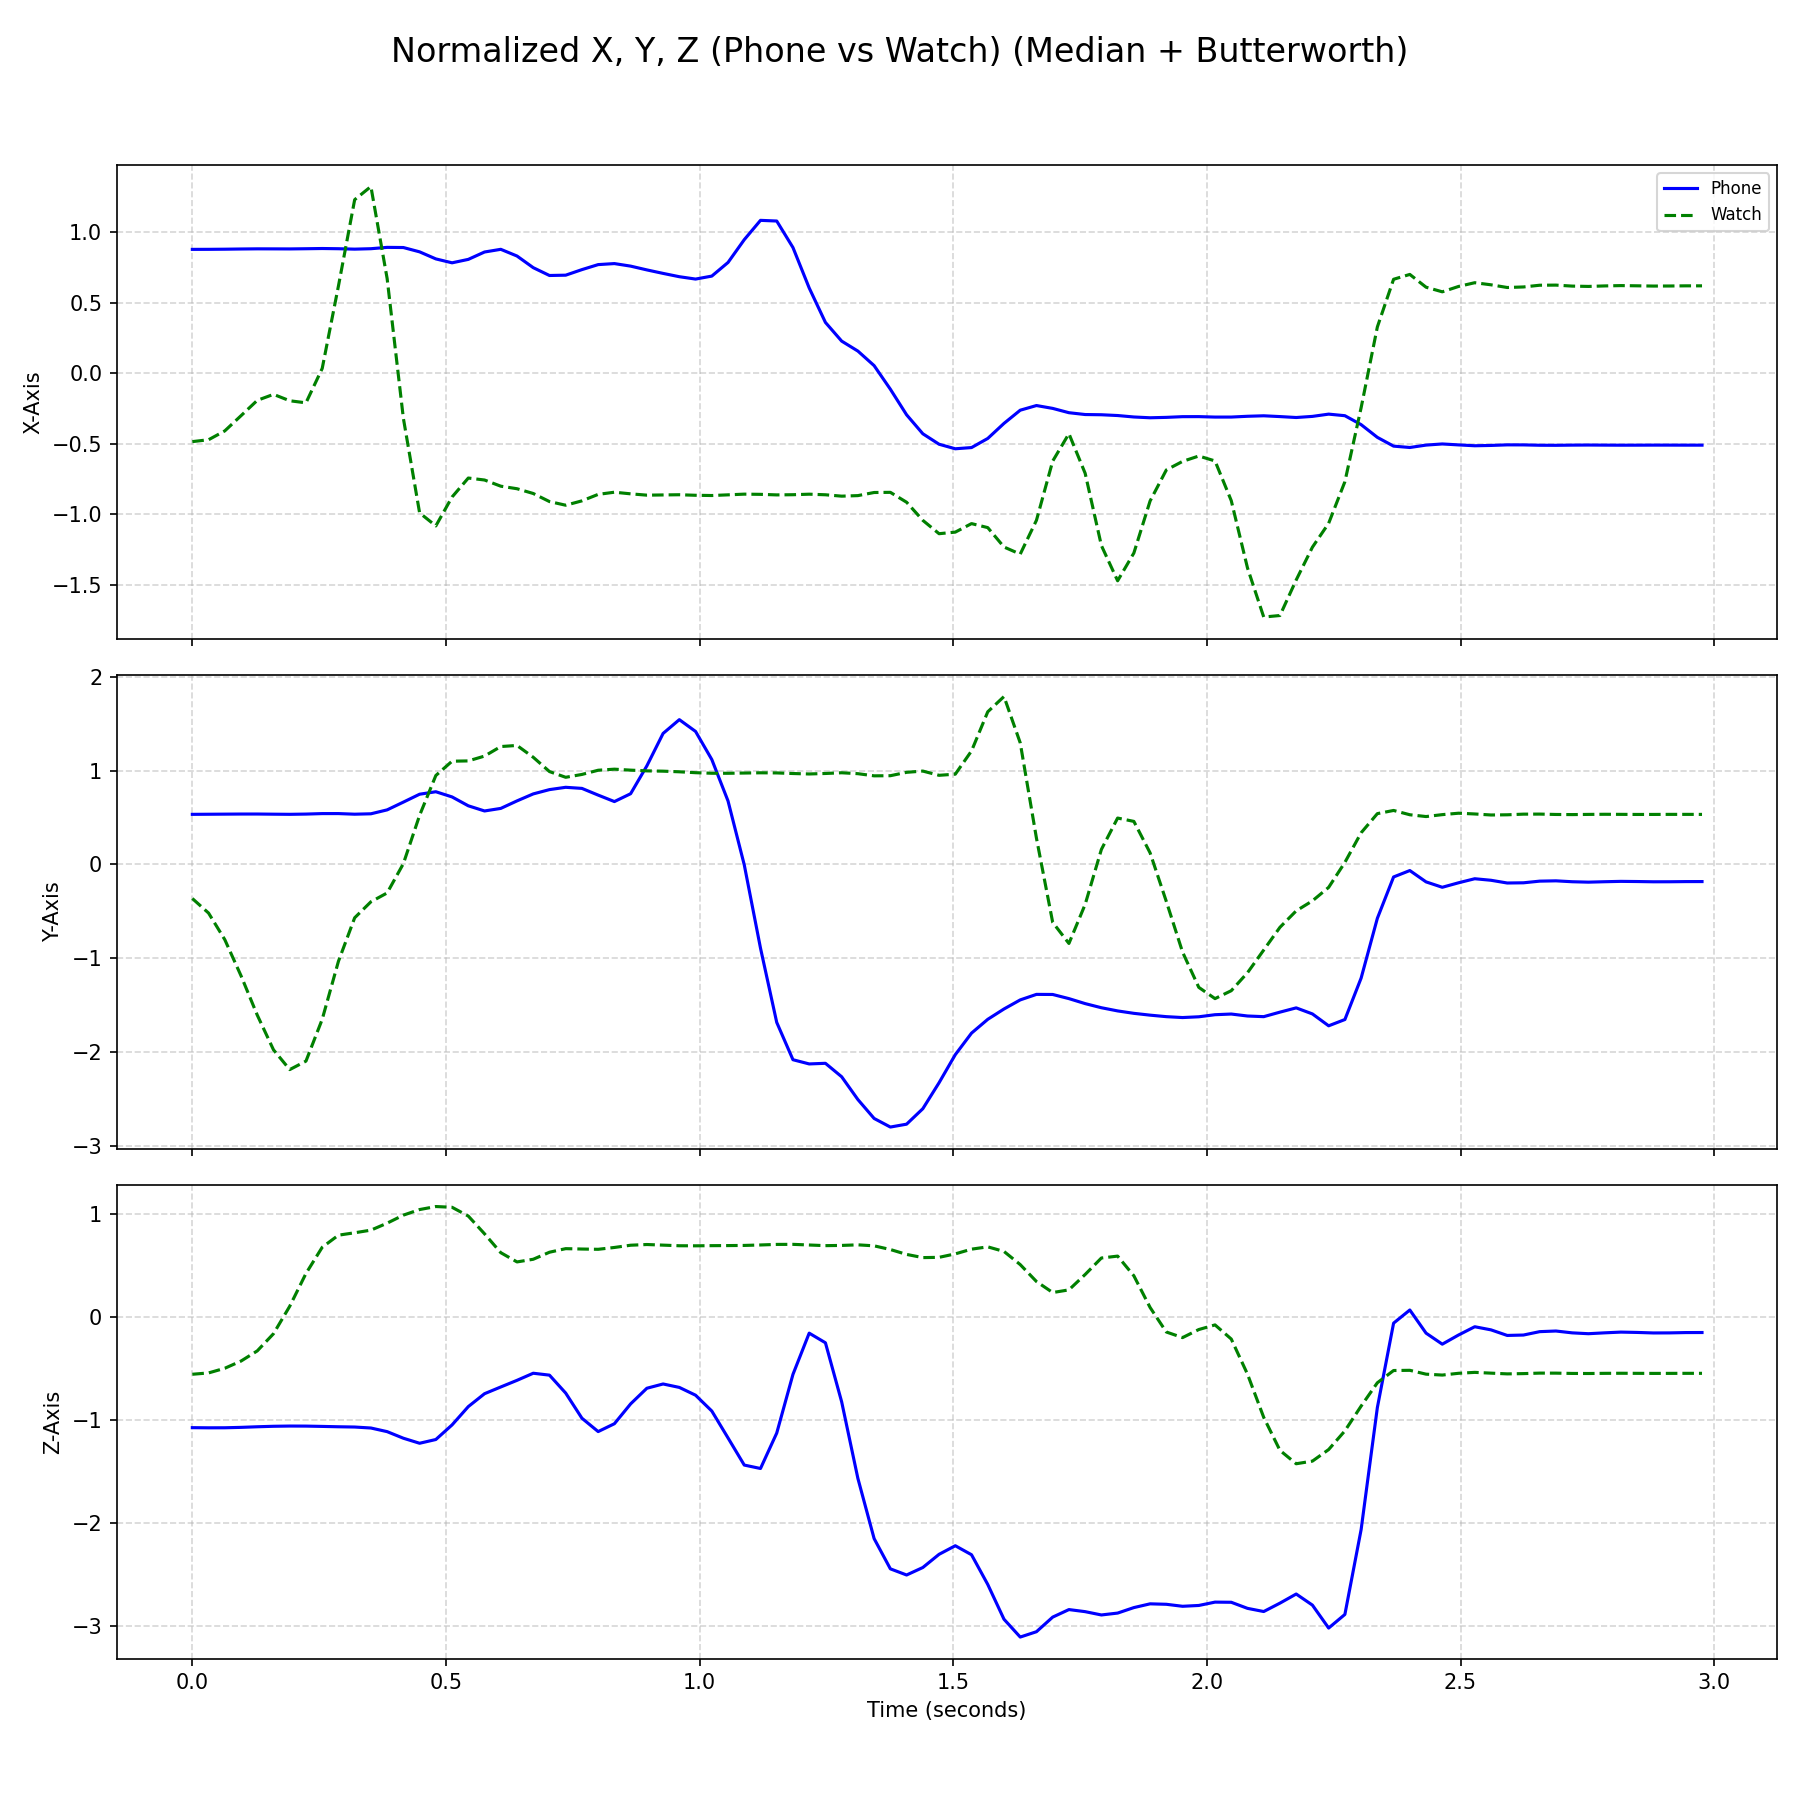 Normalized X, Y, Z (Phone vs Watch) (Median + Butterworth)
Phone
Watch
X-Axis
1.0
0.5
0.0
−0.5
−1.0
−1.5
Y-Axis
2
1
0
−1
−2
−3
Z-Axis
1
0
−1
−2
−3
0.0 0.5 1.0 1.5 2.0 2.5 3.0
Time (seconds)